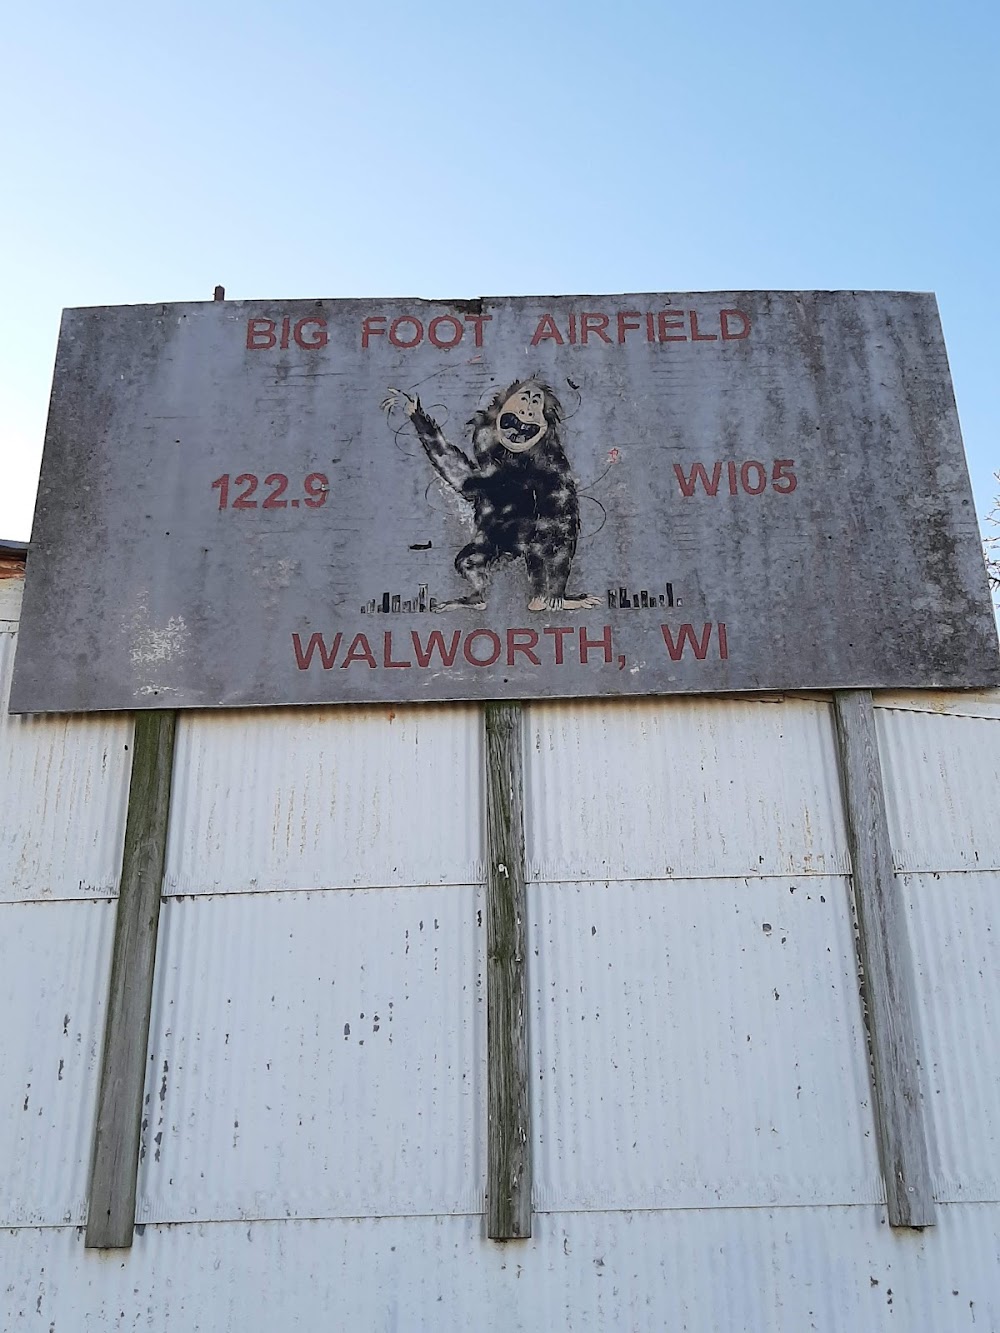 BIG FOOT AIRFIELD
122.9 WI05
WALWORTH, WI